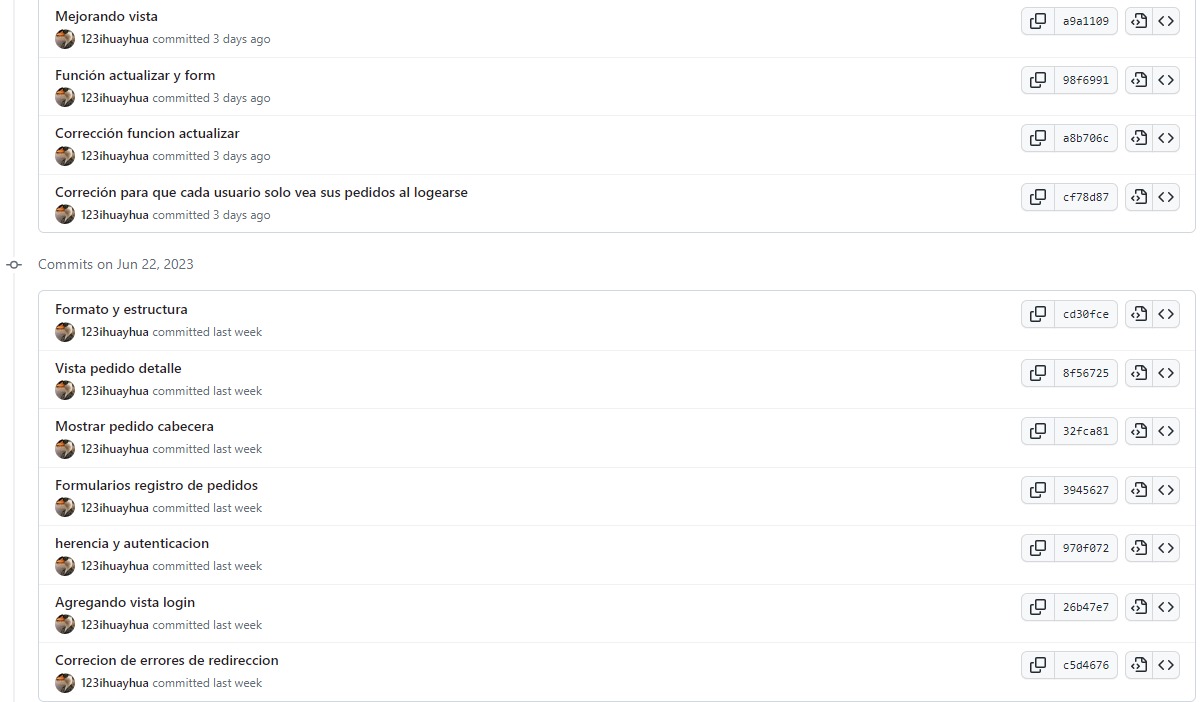 Mejorando vista
123ihuayhua committed 3 days ago
a9a1109
Función actualizar y form
123ihuayhua committed 3 days ago
98f6991
Corrección funcion actualizar
123ihuayhua committed 3 days ago
a8b706c
Correción para que cada usuario solo vea sus pedidos al logearse
123ihuayhua committed 3 days ago
cf78d87
Commits on Jun 22, 2023
Formato y estructura
123ihuayhua committed last week
cd30fce
Vista pedido detalle
123ihuayhua committed last week
8f56725
Mostrar pedido cabecera
123ihuayhua committed last week
32fca81
Formularios registro de pedidos
123ihuayhua committed last week
3945627
herencia y autenticacion
123ihuayhua committed last week
970f072
Agregando vista login
123ihuayhua committed last week
26b47e7
Correcion de errores de redireccion
123ihuayhua committed last week
c5d4676